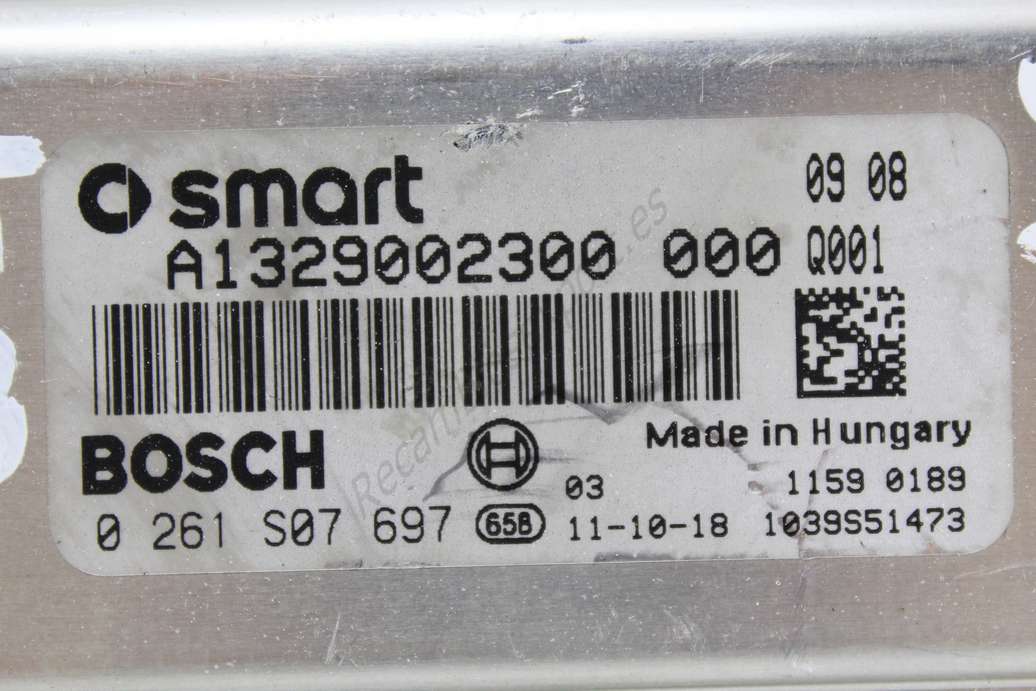 smart
09 08
A1329002300 000
Q001
BOSCH
Made in Hungary
03
1159 0189
0 261 S07 697
658
11-10-18
1039S51473